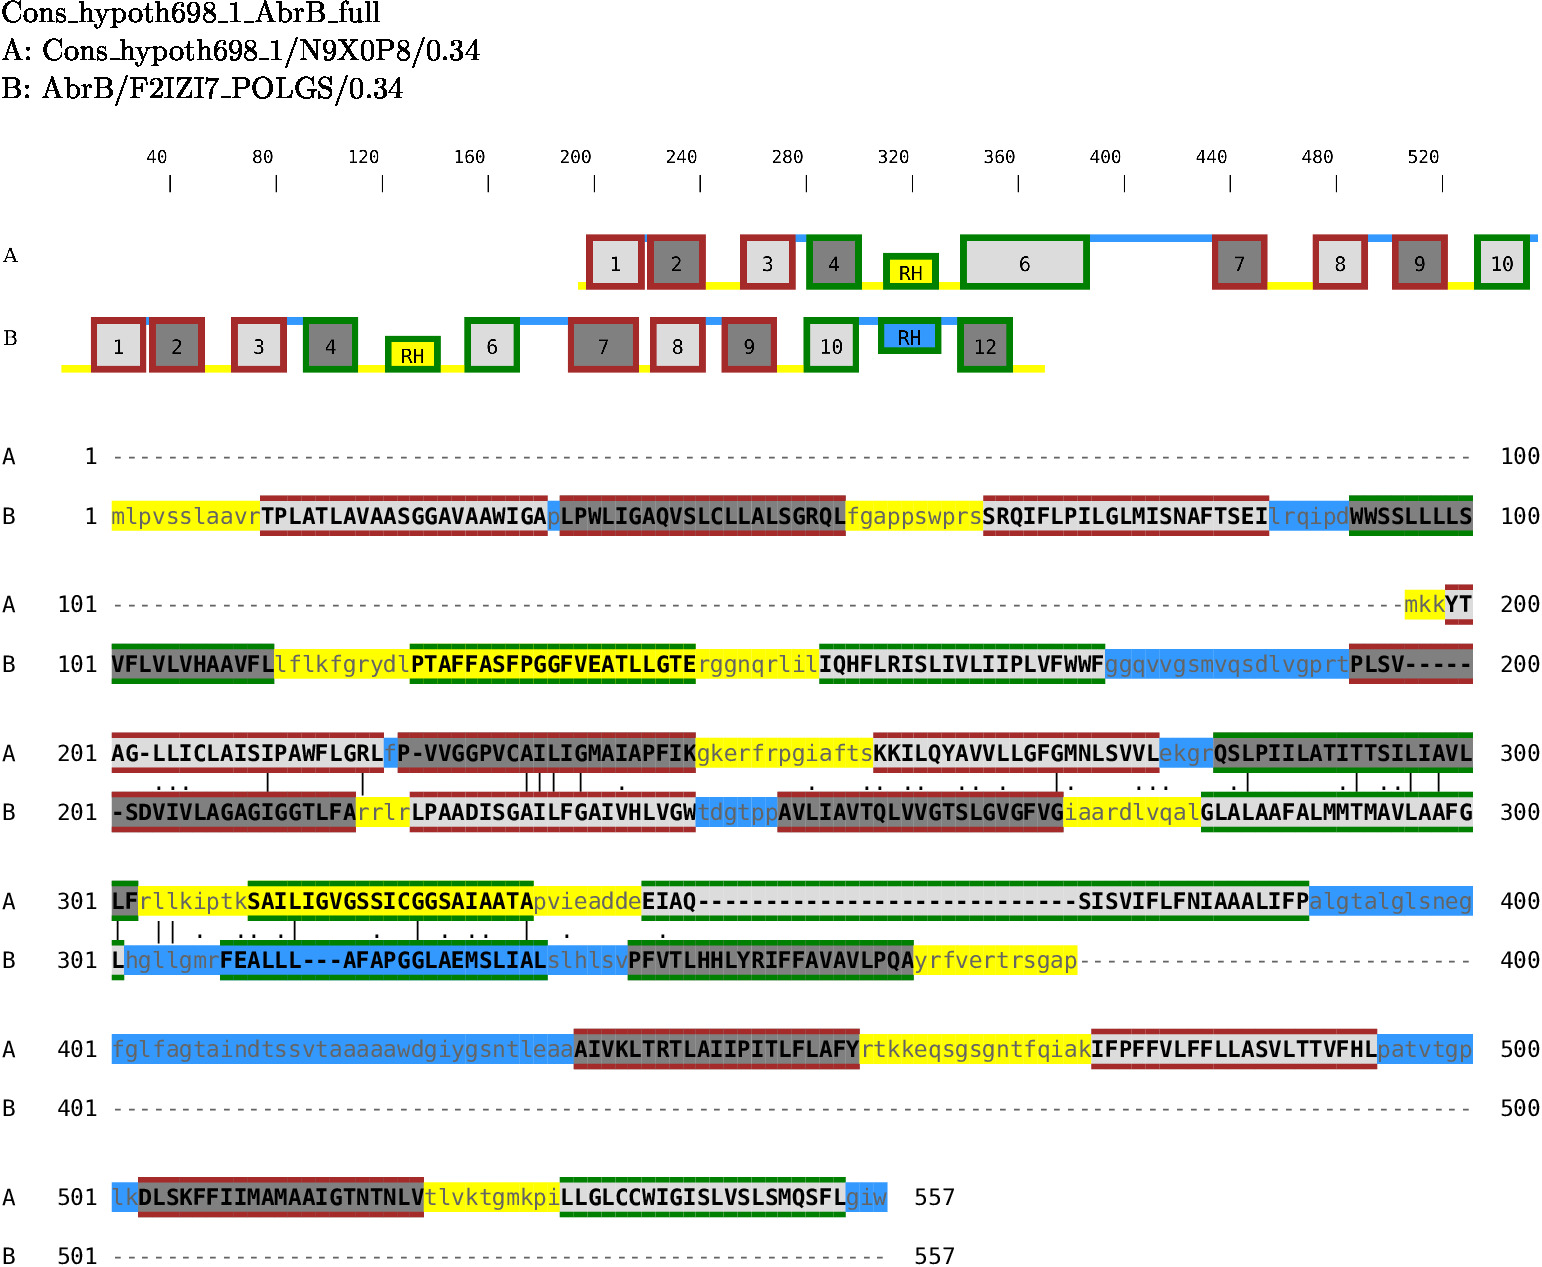 Cons_hypoth698_1_AbrB_full
A: Cons_hypoth698_1/N9X0P8/0.34
B: AbrB/F2IZI7_POLGS/0.34
40 80 120 160 200 240 280 320 360 400 440 480 520
A 1 2 3 4 RH 6 7 8 9 10
B 1 2 3 4 RH 6 7 8 9 10 RH 12
A 1 ---------------------------------------------------------------------------------------------------- 100
B 1 mlpvsslaavrTPLATLAVAASGGAVAAWIGApLPWLIGAQVSLCLLALSGRQLfgappswprsSRQIFLPILGLMISNAFTSEIlrqipdWWSSLLLLS 100
A 101 -----------------------------------------------------------------------------------------------mkkYT 200
B 101 VFLVLVHAAVFLlflkfgrydlPTAFFASFPGGFVEATLLGTErggnqrlilIQHFLRISLIVLIIPLVFWWFggqvvgsmvqsdlvgprtPLSV----- 200
A 201 AG-LLICLAISIPAWFLGRLfP-VVGGPVCAILIGMAIAPFIKgkerfrpgiaftsKKILQYAVVLLGFGMNLSVVLekgrQSLPIILATITTSILIAVL 300
B 201 -SDVIVLAGAGIGGTLFArrlrLPAADISGAILFGAIVHLVGWtdgtppAVLIAVTQLVVGTSLGVGFVGiaardlvqalGLALAAFALMMTMAVLAAFG 300
A 301 LFrllkiptkSAILIGVGSSICGGSAIAATApvieaddeEIAQ----------------------------SISVIFLFNIAAALIFPalgtalglsneg 400
B 301 LhgllgmrFEALLL---AFAPGGLAEMSLIALslhlsvPFVTLHHLYRIFFAVAVLPQAyrfvertrsgap----------------------------- 400
A 401 fglfagtaindtssvtaaaaawdgiygsntleaaAIVKLTRTLAIIPITLFLAFYrtkkeqsgsgntfqiakIFPFFVLFFLLASVLTTVFHLpatvtgp 500
B 401 ---------------------------------------------------------------------------------------------------- 500
A 501 lkDLSKFFIIMAMAAIGTNTNLVtlvktgmkpiLLGLCCWIGISLVSLSMQSFLgiw 557
B 501 --------------------------------------------------------- 557